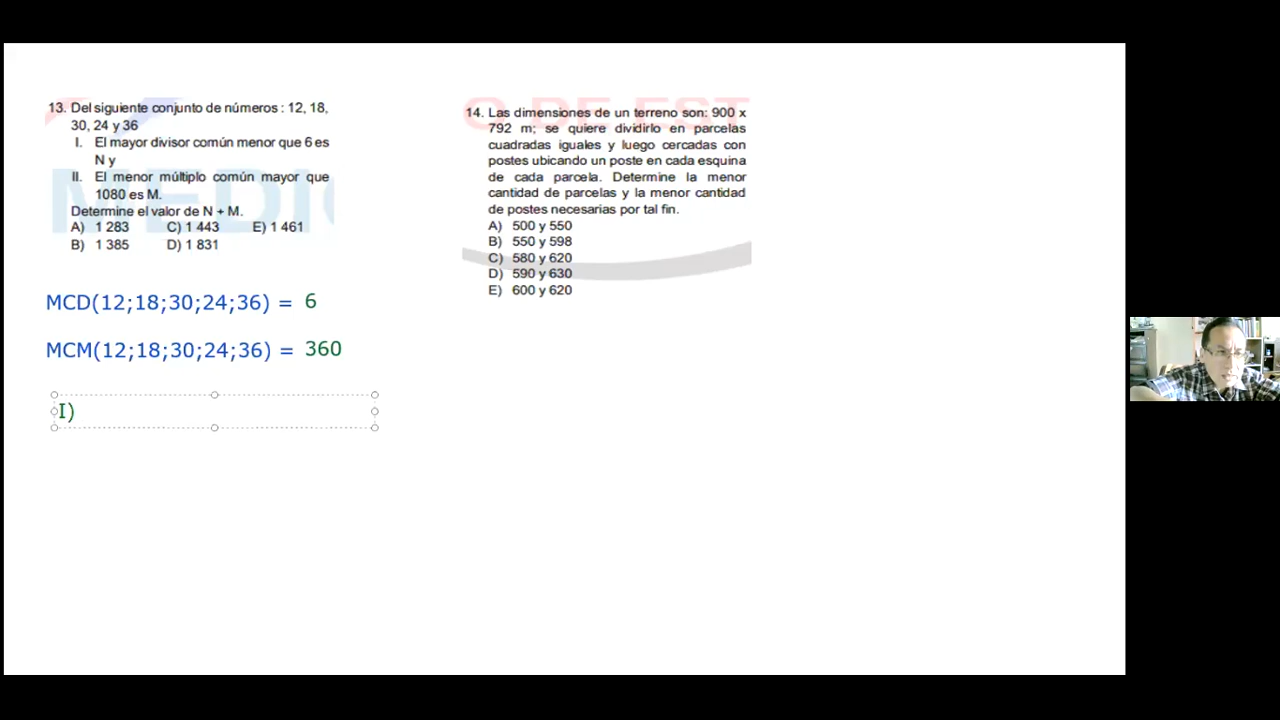 13. Del siguiente conjunto de números : 12, 18,
30, 24 y 36
I. El mayor divisor común menor que 6 es
N y
II. El menor múltiplo común mayor que
1080 es M.
Determine el valor de N + M.
A) 1 283 C) 1 443 E) 1 461
B) 1 385 D) 1 831
MCD(12;18;30;24;36) = 6
MCM(12;18;30;24;36) = 360
I)
14. Las dimensiones de un terreno son: 900 x
792 m; se quiere dividirlo en parcelas
cuadradas iguales y luego cercadas con
postes ubicando un poste en cada esquina
de cada parcela. Determine la menor
cantidad de parcelas y la menor cantidad
de postes necesarias por tal fin.
A) 500 y 550
B) 550 y 598
C) 580 y 620
D) 590 y 630
E) 600 y 620
O DE EST
MEDIC